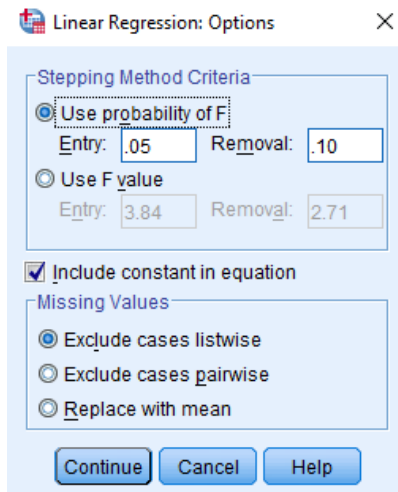 Linear Regression: Options
Stepping Method Criteria
Use probability of F
Entry: .05 Removal: .10
Use F value
Entry: 3.84 Removal: 2.71
Include constant in equation
Missing Values
Exclude cases listwise
Exclude cases pairwise
Replace with mean
Continue Cancel Help